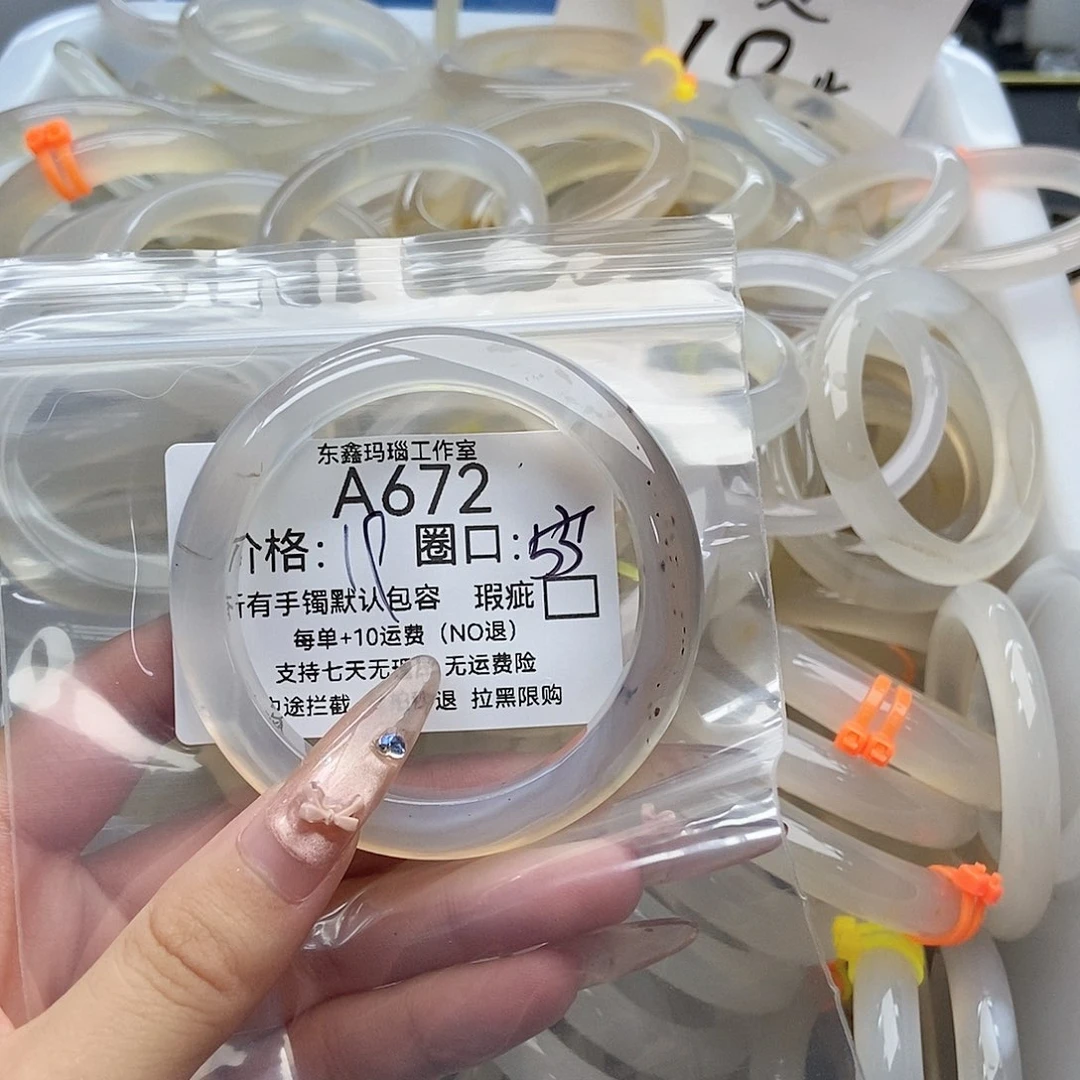 10
东鑫玛瑙工作室
A672
价格: 圈口:
所有手镯默认包容 瑕疵
每单+10运费（NO退）
支持七天无 无运费险
途拦截 退 拉黑限购